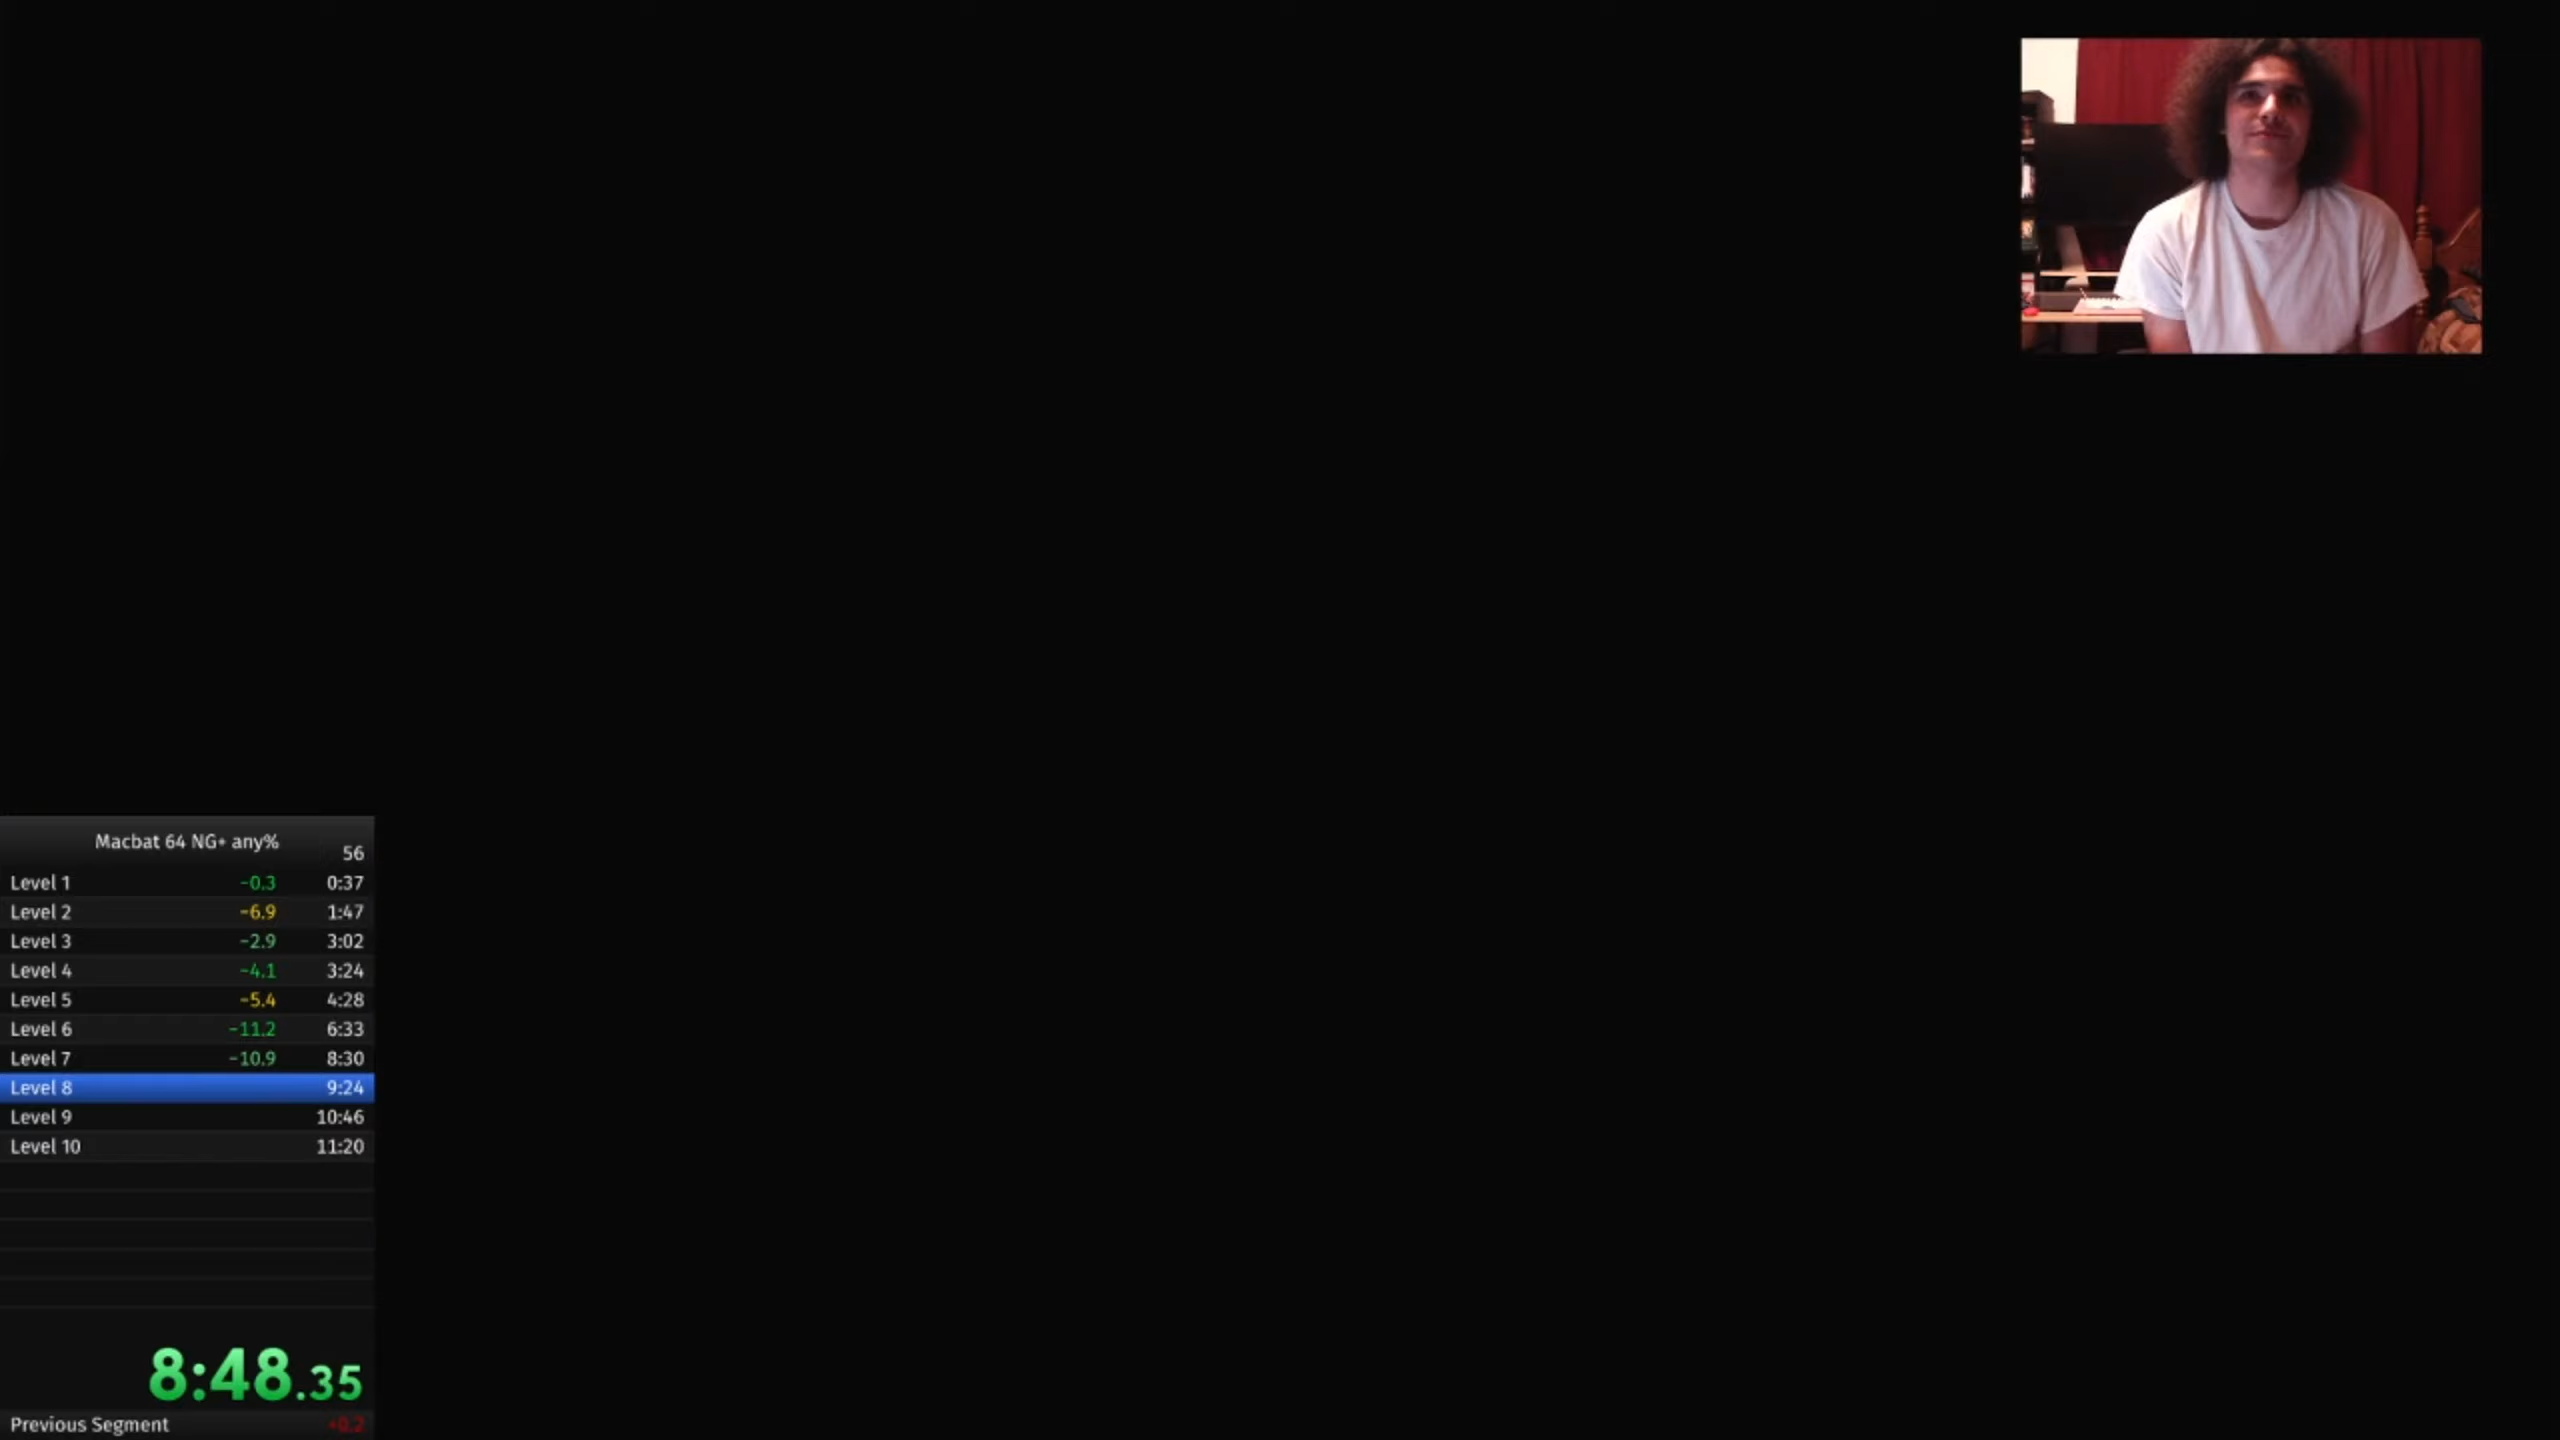 Macbat 64 NG+ any%
56
Level 1 -0.3 0:37
Level 2 -6.9 1:47
Level 3 -2.9 3:02
Level 4 -4.1 3:24
Level 5 -5.4 4:28
Level 6 -11.2 6:33
Level 7 -10.9 8:30
Level 8 9:24
Level 9 10:46
Level 10 11:20
8:48.35
Previous Segment +0.2